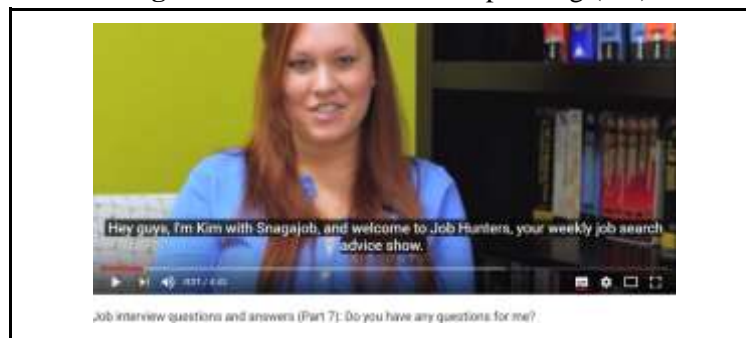 Hey guys, I'm Kim with Snagajob, and welcome to Job Hunters, your weekly job search
advice show.
Job interview questions and answers (Part 7): Do you have any questions for me?